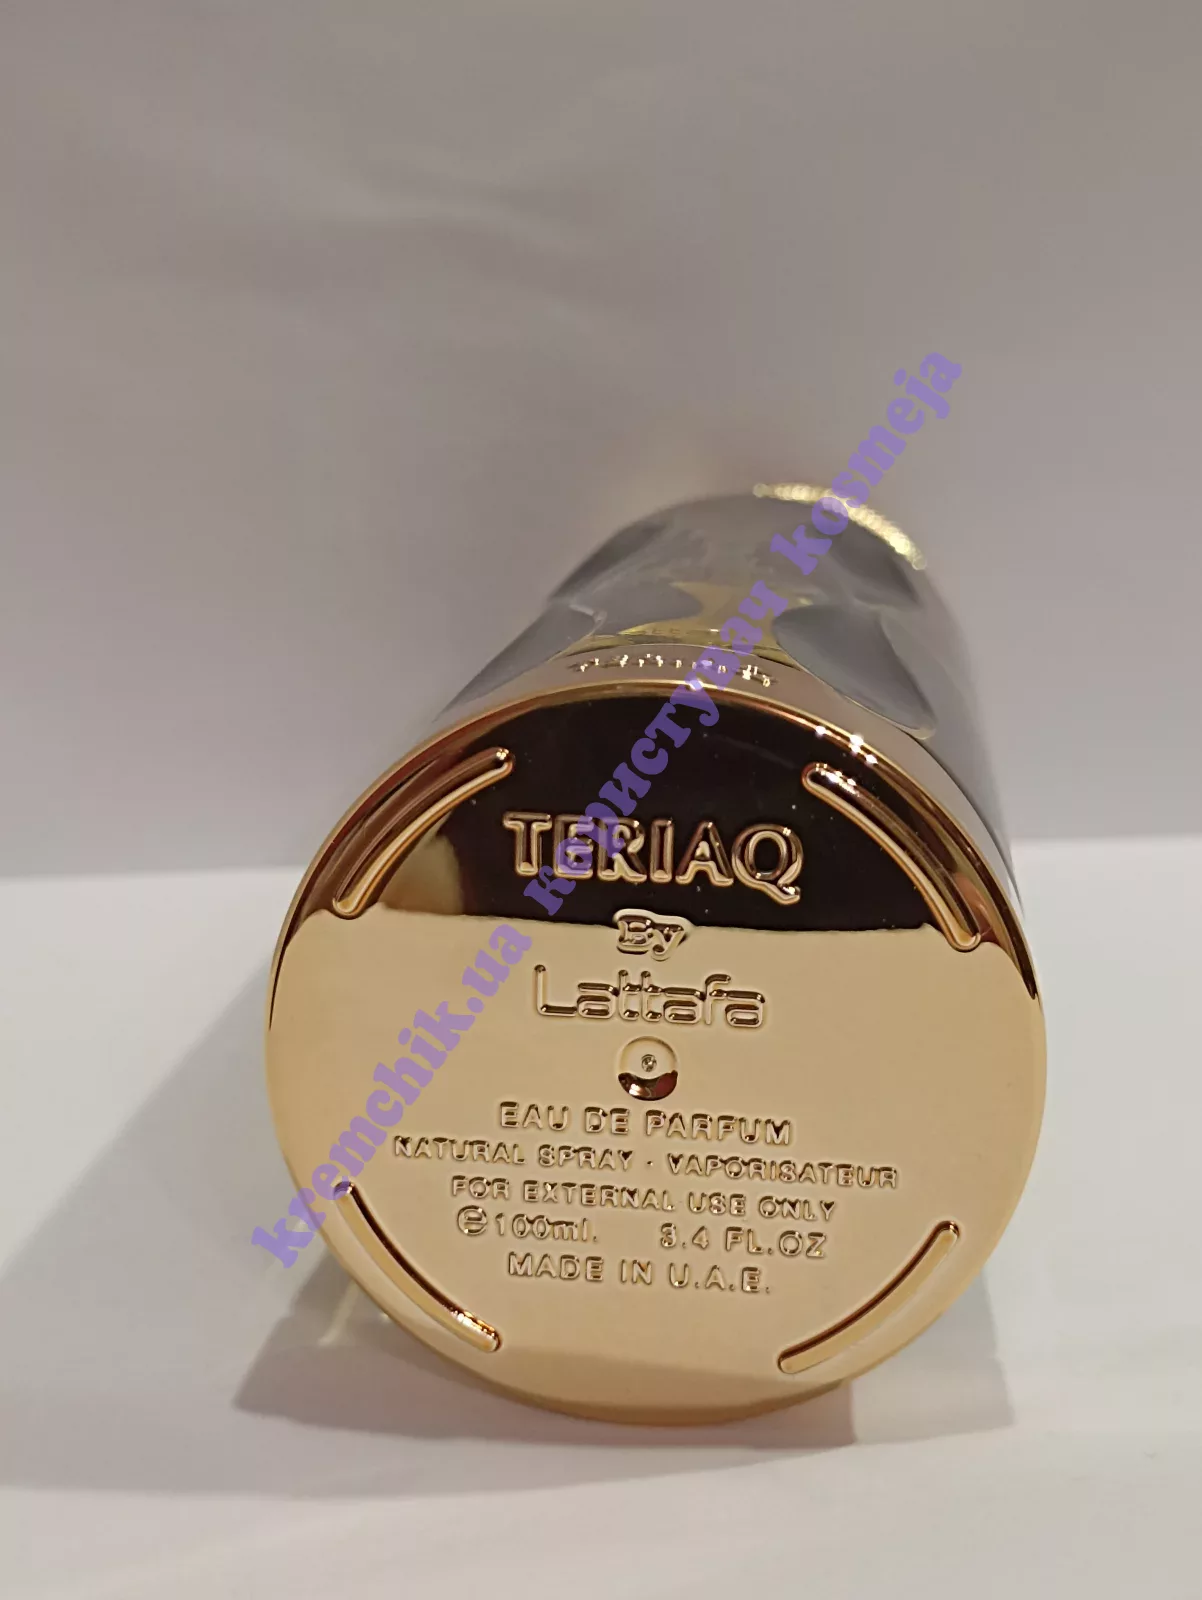 TERIAQ
By
Lattafa
EAU DE PARFUM
NATURAL SPRAY · VAPORISATEUR
FOR EXTERNAL USE ONLY
℮ 100ml. 3.4 FL.OZ
MADE IN U.A.E.
kremchik.ua користувач kosmeja